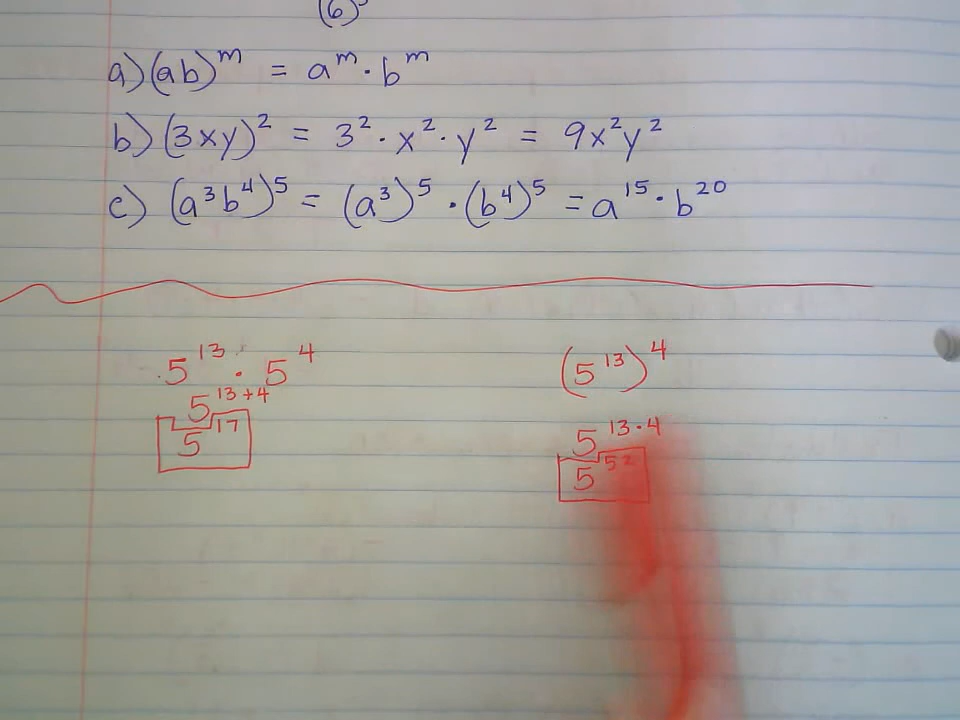 (6)
a) (ab)^m = a^m · b^m
b) (3xy)^2 = 3^2 · x^2 · y^2 = 9x^2y^2
c) (a^3b^4)^5 = (a^3)^5 · (b^4)^5 = a^15 · b^20
5^13 · 5^4
5^13+4
5^17
(5^13)^4
5^13·4
5^52